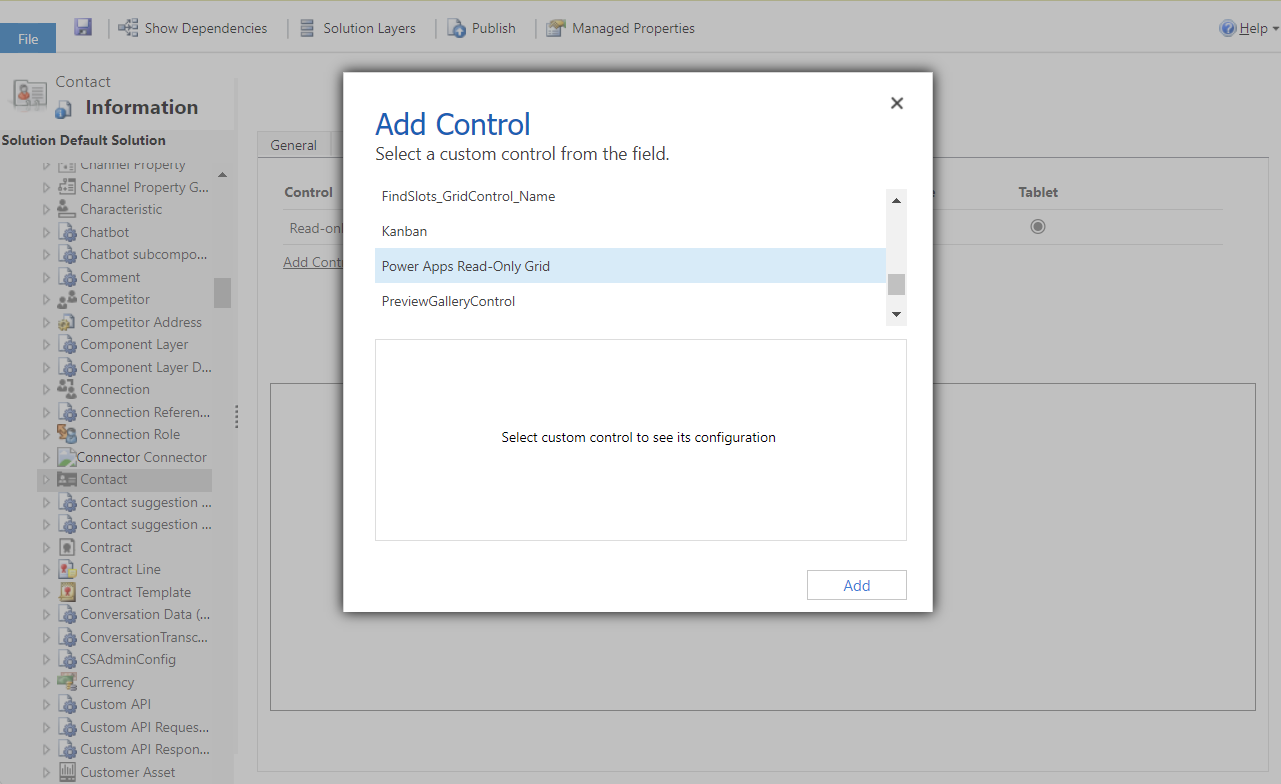 File
Show Dependencies
Solution Layers
Publish
Managed Properties
Help
Contact
Information
Solution Default Solution
Channel Property
Channel Property G...
Characteristic
Chatbot
Chatbot subcompo...
Comment
Competitor
Competitor Address
Component Layer
Component Layer D...
Connection
Connection Referen...
Connection Role
Connector Connector
Contact
Contact suggestion ...
Contact suggestion ...
Contract
Contract Line
Contract Template
Conversation Data (...
ConversationTransc...
CSAdminConfig
Currency
Custom API
Custom API Reques...
Custom API Respon...
Customer Asset
General
Control
Tablet
Read-onl
Add Cont
Add Control
Select a custom control from the field.
FindSlots_GridControl_Name
Kanban
Power Apps Read-Only Grid
PreviewGalleryControl
Select custom control to see its configuration
Add